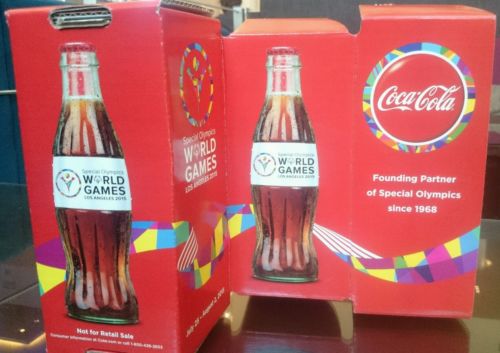 Special Olympics
WORLD
GAMES
LOS ANGELES 2015
Not for Retail Sale
Special Olympics
WORLD
GAMES
LOS ANGELES 2015
Special Olympics
WORLD
GAMES
LOS ANGELES 2015
Coca-Cola
Founding Partner
of Special Olympics
since 1968